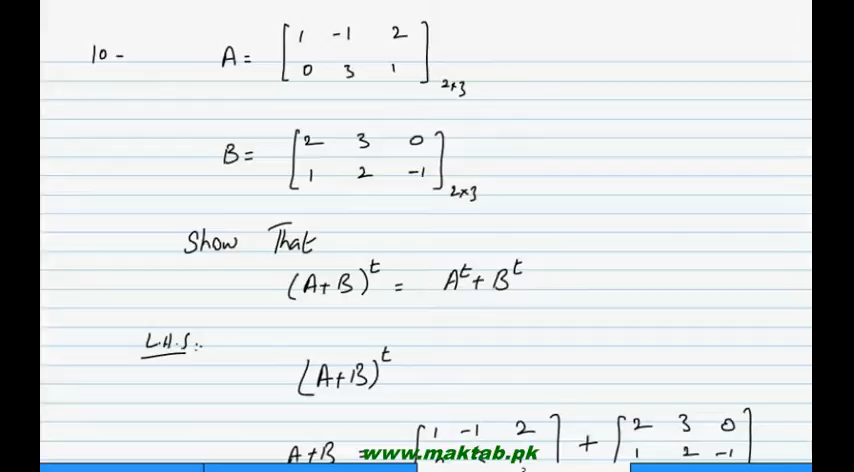 10- A = [ 1 -1 2
0 3 1 ] 2×3
B = [ 2 3 0
1 2 -1 ] 2×3
Show That
(A+B)^t = A^t + B^t
L.H.S:
(A+B)^t
A+B = [ 1 -1 2 ] + [ 2 3 0
1 2 -1
www.maktab.pk